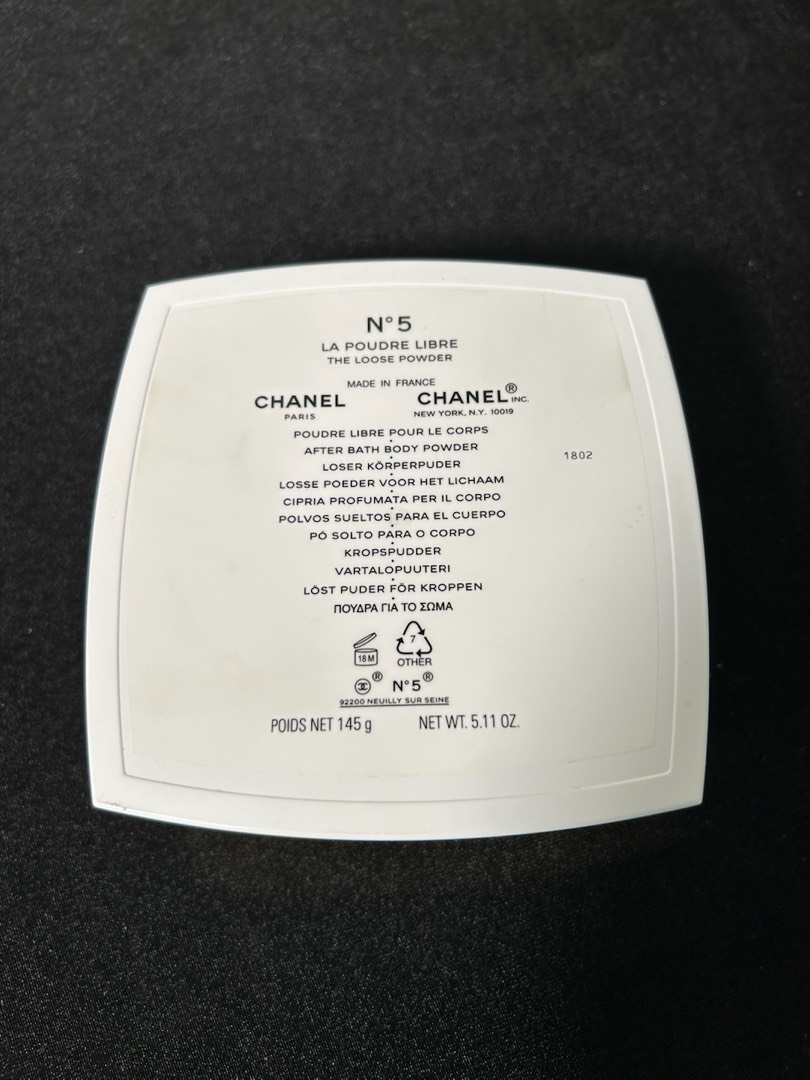 N°5
LA POUDRE LIBRE
THE LOOSE POWDER
MADE IN FRANCE
CHANEL CHANEL® INC.
PARIS NEW YORK, N.Y. 10019
POUDRE LIBRE POUR LE CORPS
AFTER BATH BODY POWDER
1802
LOSER KÖRPERPUDER
LOSSE POEDER VOOR HET LICHAAM
CIPRIA PROFUMATA PER IL CORPO
POLVOS SUELTOS PARA EL CUERPO
PÓ SOLTO PARA O CORPO
KROPSPUDDER
VARTALOPUUTERI
LÖST PUDER FÖR KROPPEN
ΠΟΥΔΡΑ ΓΙΑ ΤΟ ΣΩΜΑ
18M 7
OTHER
® N°5®
92200 NEUILLY SUR SEINE
POIDS NET 145 g NET WT. 5.11 OZ.